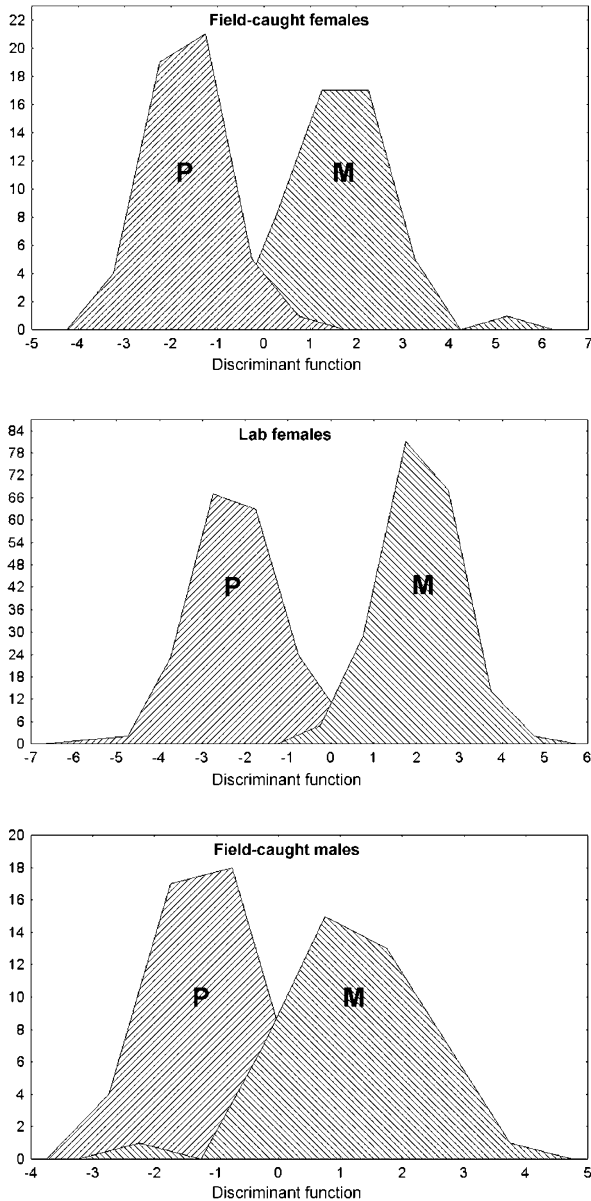 Field-caught females
22
20
18
16
14
12
10
8
6
4
2
0
P
M
-5 -4 -3 -2 -1 0 1 2 3 4 5 6 7
Discriminant function
Lab females
84
78
72
66
60
54
48
42
36
30
24
18
12
6
0
P
M
-7 -6 -5 -4 -3 -2 -1 0 1 2 3 4 5 6
Discriminant function
Field-caught males
20
18
16
14
12
10
8
6
4
2
0
P
M
-4 -3 -2 -1 0 1 2 3 4 5
Discriminant function